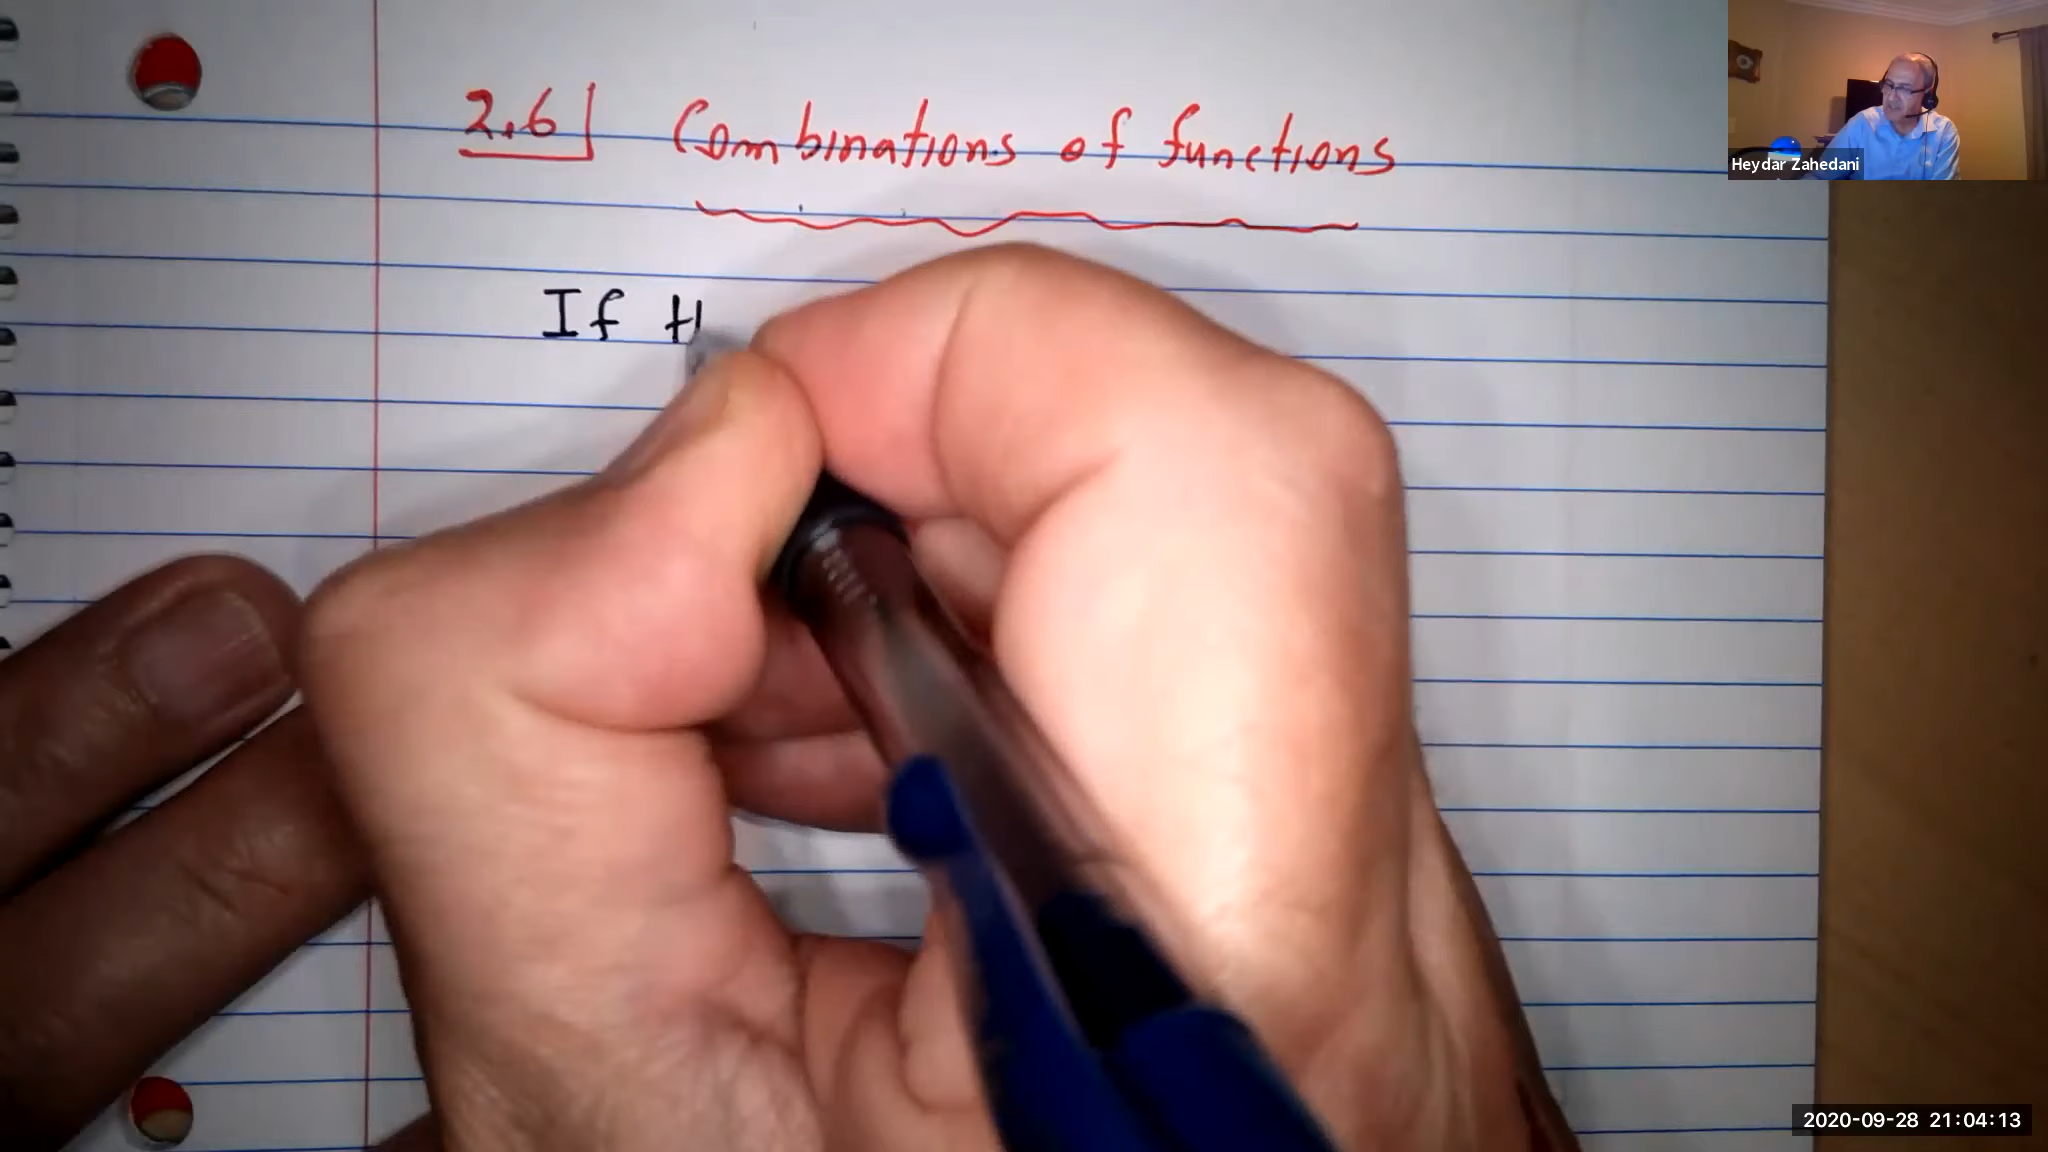 2.6 Combinations of functions
Heydar Zahedani
If
2020-09-28 21:04:13